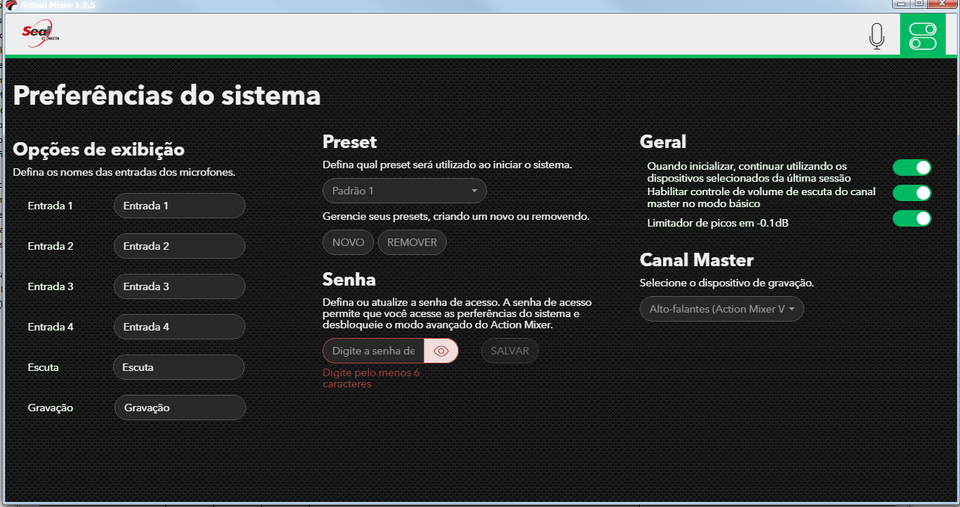 Action Mixer 1.2.5
Seal
Preferências do sistema
Opções de exibição
Defina os nomes das entradas dos microfones.
Entrada 1
Entrada 1
Entrada 2
Entrada 2
Entrada 3
Entrada 3
Entrada 4
Entrada 4
Escuta
Escuta
Gravação
Gravação
Preset
Defina qual preset será utilizado ao iniciar o sistema.
Padrão 1
Gerencie seus presets, criando um novo ou removendo.
NOVO
REMOVER
Senha
Defina ou atualize a senha de acesso. A senha de acesso
permite que você acesse as perferências do sistema e
desbloqueie o modo avançado do Action Mixer.
Digite a senha de
SALVAR
Digite pelo menos 6
caracteres
Geral
Quando inicializar, continuar utilizando os
dispositivos selecionados da última sessão
Habilitar controle de volume de escuta do canal
master no modo básico
Limitador de picos em -0.1dB
Canal Master
Selecione o dispositivo de gravação.
Alto-falantes (Action Mixer V